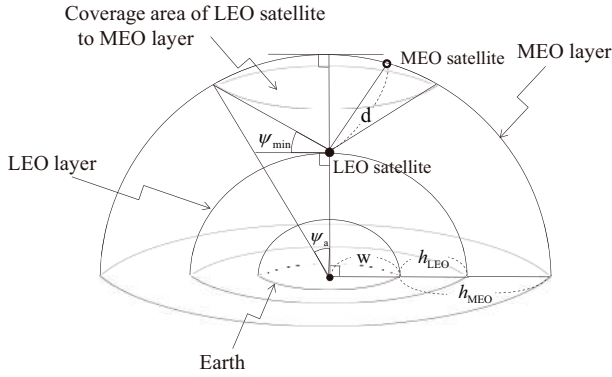 Coverage area of LEO satellite
to MEO layer
MEO satellite
MEO layer
d
ψmin
LEO layer
LEO satellite
ψa
w
hLEO
hMEO
Earth